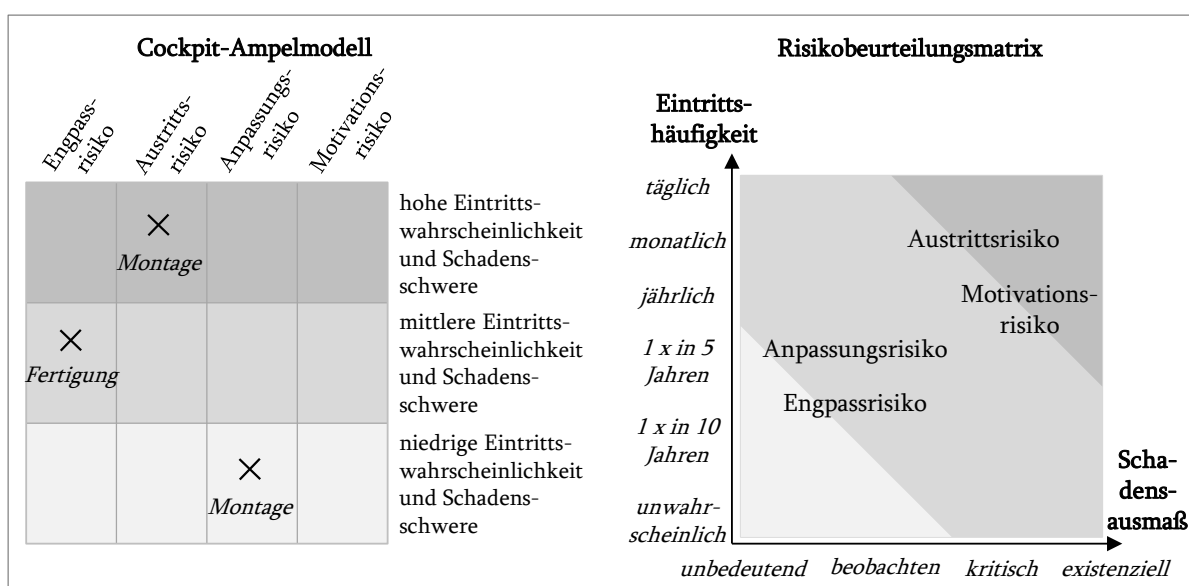 Cockpit-Ampelmodell
Engpass-
risiko
Austritts-
risiko
Anpassungs-
risiko
Motivations-
risiko
Montage
hohe Eintritts-
wahrscheinlichkeit
und Schadens-
schwere
Fertigung
mittlere Eintritts-
wahrscheinlichkeit
und Schadens-
schwere
Montage
niedrige Eintritts-
wahrscheinlichkeit
und Schadens-
schwere
Risikobeurteilungsmatrix
Eintritts-
häufigkeit
täglich
monatlich
jährlich
1 x in 5
Jahren
1 x in 10
Jahren
unwahr-
scheinlich
Austrittsrisiko
Motivations-
risiko
Anpassungsrisiko
Engpassrisiko
Scha-
dens-
ausmaß
unbedeutend beobachten kritisch existenziell